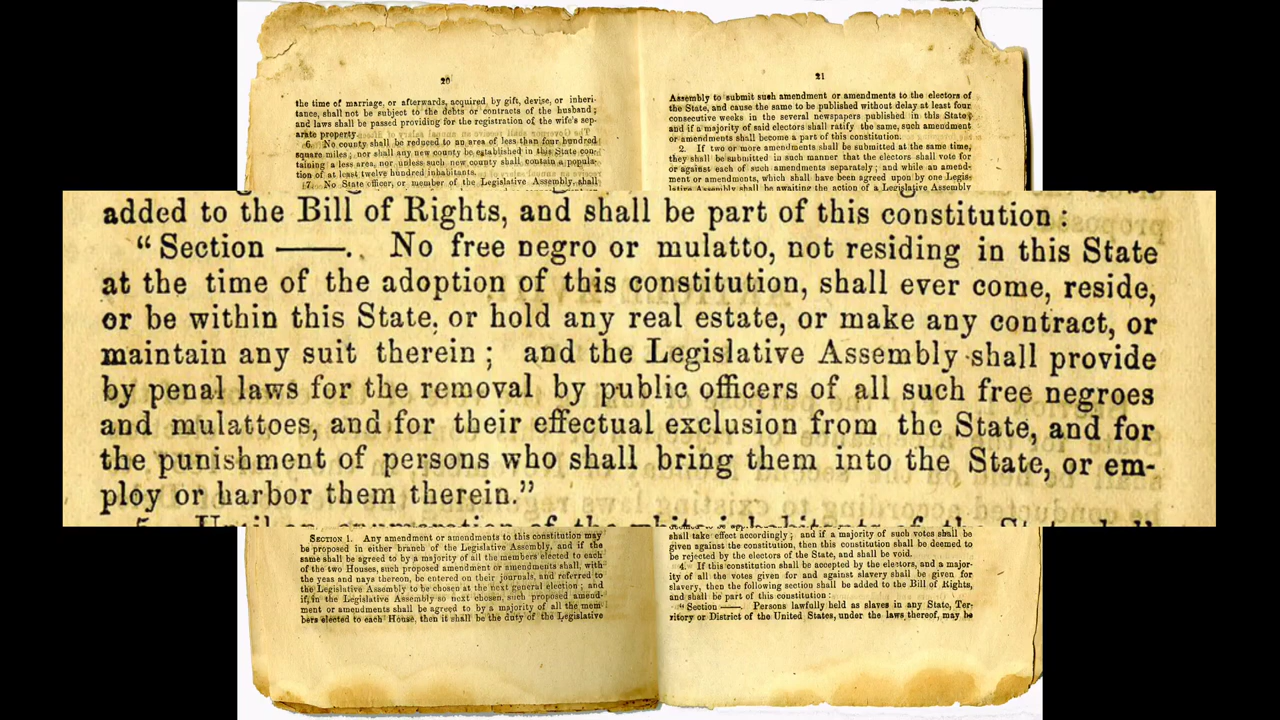 20
the time of marriage, or afterwards, acquired by gift, devise, or inheri-
tance, shall not be subject to the debts or contracts of the husband;
and laws shall be passed providing for the registration of the wife's sep-
arate property.
6. No county shall be reduced to an area of less than four hundred
square miles; nor shall any new county be established in this State con-
taining a less area, nor unless such new county shall contain a popula-
tion of at least twelve hundred inhabitants.
7. No State officer, or member of the Legislative Assembly, shall
21
Assembly to submit such amendment or amendments to the electors of
the State, and cause the same to be published without delay at least four
consecutive weeks in the several newspapers published in this State;
and if a majority of said electors shall ratify the same, such amendment
or amendments shall become a part of this constitution.
2. If two or more amendments shall be submitted at the same time,
they shall be submitted in such manner that the electors shall vote for
or against each of such amendments separately; and while an amend-
ment or amendments, which shall have been agreed upon by one Legis-
lative Assembly shall be awaiting the action of a Legislative Assembly
added to the Bill of Rights, and shall be part of this constitution:
"Section ——. No free negro or mulatto, not residing in this State
at the time of the adoption of this constitution, shall ever come, reside,
or be within this State, or hold any real estate, or make any contract, or
maintain any suit therein; and the Legislative Assembly shall provide
by penal laws for the removal by public officers of all such free negroes
and mulattoes, and for their effectual exclusion from the State, and for
the punishment of persons who shall bring them into the State, or em-
ploy or harbor them therein."
5. Until an enumeration of the white inhabitants of the State shall
SECTION 1. Any amendment or amendments to this constitution may
be proposed in either branch of the Legislative Assembly, and if the
same shall be agreed to by a majority of all the members elected to each
of the two Houses, such proposed amendment or amendments shall, with
the yeas and nays thereon, be entered on their journals, and referred to
the Legislative Assembly to be chosen at the next general election; and
if, in the Legislative Assembly so next chosen, such proposed amend-
ment or amendments shall be agreed to by a majority of all the mem-
bers elected to each House, then it shall be the duty of the Legislative
shall take effect accordingly; and if a majority of such votes shall be
given against the constitution, then this constitution shall be deemed to
be rejected by the electors of the State, and shall be void.
4. If this constitution shall be accepted by the electors, and a major-
ity of all the votes given for and against slavery shall be given for
slavery, then the following section shall be added to the Bill of Rights,
and shall be part of this constitution:
"Section ——. Persons lawfully held as slaves in any State, Ter-
ritory or District of the United States, under the laws thereof, may be